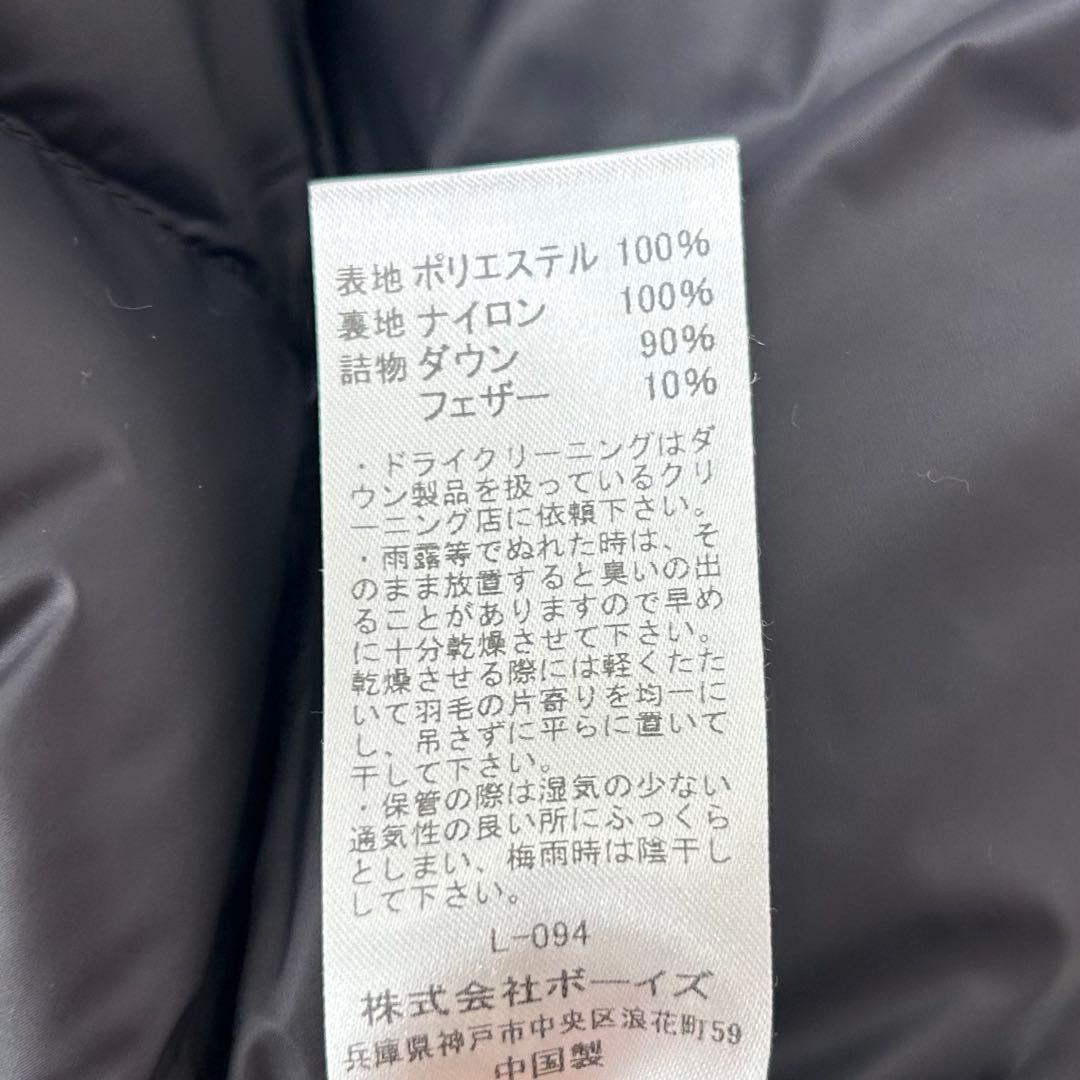 表地 ポリエステル 100%
裏地 ナイロン 100%
詰物 ダウン 90%
フェザー 10%
・ドライクリーニングはダ
ウン製品を扱っているクリ
ーニング店に依頼下さい。
・雨露等でぬれた時は、そ
のまま放置すると臭いの出
ることがありますので早め
に十分乾燥させて下さい。
乾燥させる際には軽くたた
いて羽毛の片寄りを均一に
し、吊さずに平らに置いて
干して下さい。
・保管の際は湿気の少ない
通気性の良い所にふっくら
としまい、梅雨時は陰干し
して下さい。
L-094
株式会社ボーイズ
兵庫県神戸市中央区浪花町59
中国製